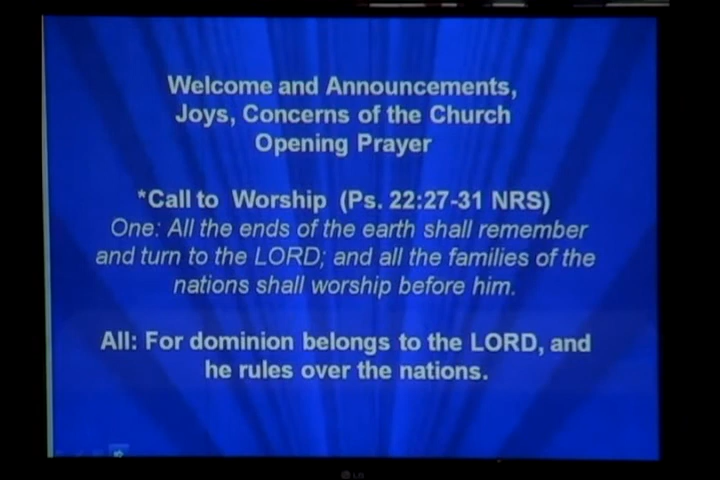 Welcome and Announcements,
Joys, Concerns of the Church
Opening Prayer
*Call to Worship (Ps. 22:27-31 NRS)
One: All the ends of the earth shall remember
and turn to the LORD; and all the families of the
nations shall worship before him.
All: For dominion belongs to the LORD, and
he rules over the nations.
LG